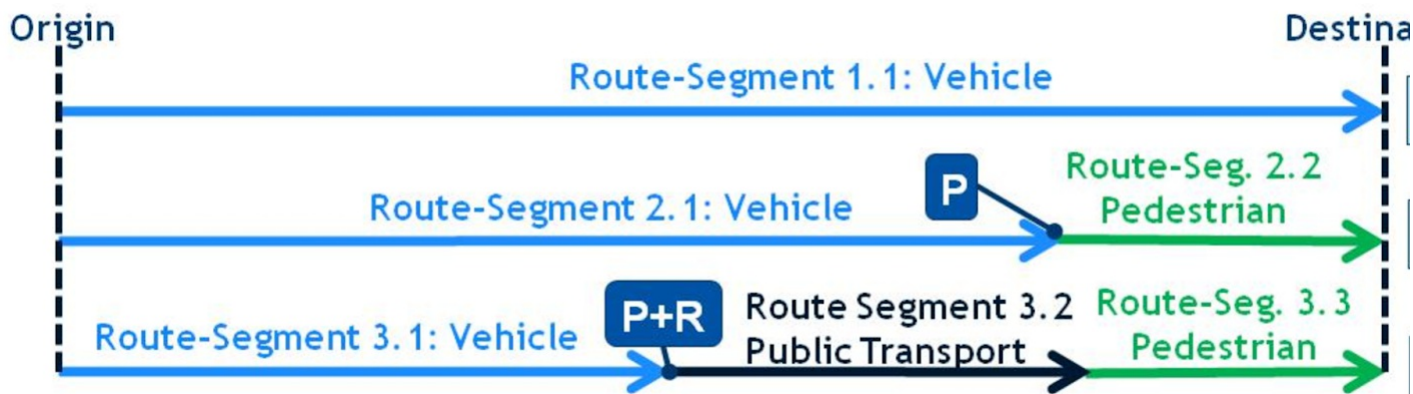 Origin
Destina
Route-Segment 1.1: Vehicle
Route-Seg. 2.2
P
Route-Segment 2.1: Vehicle
Pedestrian
P+R
Route Segment 3.2
Route-Seg. 3.3
Route-Segment 3.1: Vehicle
Public Transport
Pedestrian